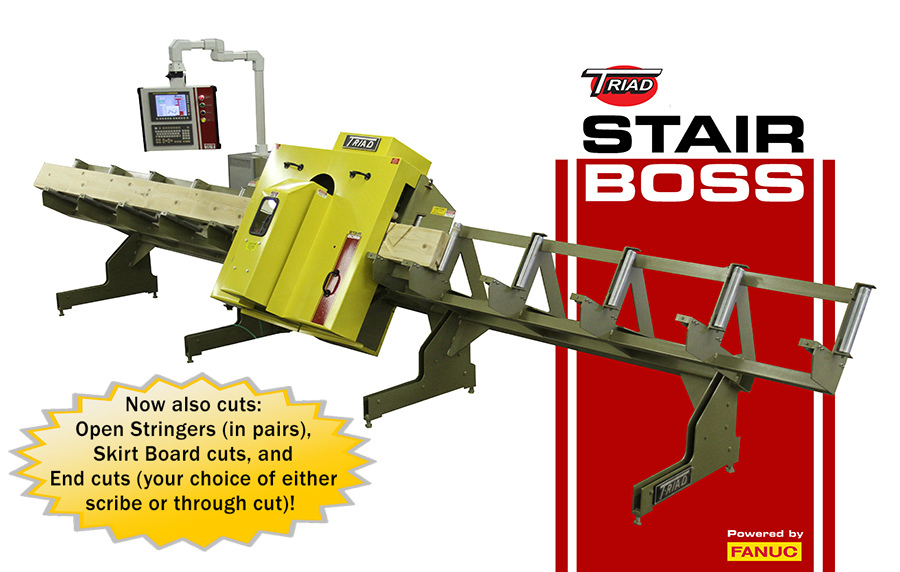 TRIAD
STAIR
BOSS
TRIAD
TRIAD
Now also cuts:
Open Stringers (in pairs),
Skirt Board cuts, and
End cuts (your choice of either
scribe or through cut)!
Powered by
FANUC